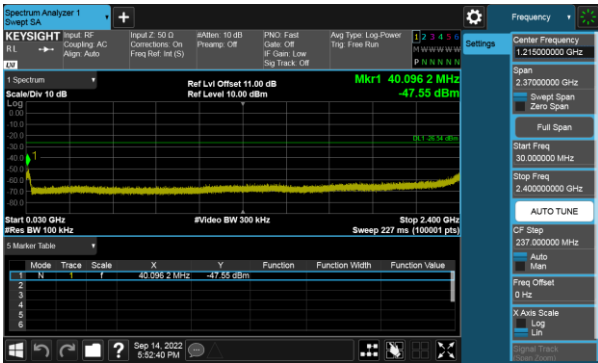 Spectrum Analyzer 1
Swept SA
+
Frequency
KEYSIGHT
Input: RF
Coupling: AC
Align: Auto
Input Z: 50 Ω
Corrections: On
Freq Ref: Int (S)
#Atten: 10 dB
Preamp: Off
PNO: Fast
Gate: Off
IF Gain: Low
Sig Track: Off
Avg Type: Log-Power
Trig: Free Run
1 2 3 4 5 6
M W W W W W
P N N N N N
RL
LXI
Settings
Center Frequency
1.215000000 GHz
Span
2.37000000 GHz
Swept Span
Zero Span
Full Span
Start Freq
30.000000 MHz
Stop Freq
2.400000000 GHz
AUTO TUNE
CF Step
237.000000 MHz
Auto
Man
Freq Offset
0 Hz
X Axis Scale
Log
Lin
Signal Track
(Span Zoom)
1 Spectrum
Scale/Div 10 dB
Ref Lvl Offset 11.00 dB
Ref Level 10.00 dBm
Mkr1 40.096 2 MHz
-47.55 dBm
Log
0.00
-10.0
-20.0
-30.0
-40.0
-50.0
-60.0
-70.0
-80.0
1
DL1 -26.54 dBm
Start 0.030 GHz
#Res BW 100 kHz
#Video BW 300 kHz
Stop 2.400 GHz
Sweep 227 ms (100001 pts)
5 Marker Table
Mode Trace Scale X Y Function Function Width Function Value
1 N 1 f 40.096 2 MHz -47.55 dBm
2
3
4
5
6
?
Sep 14, 2022
5:52:40 PM